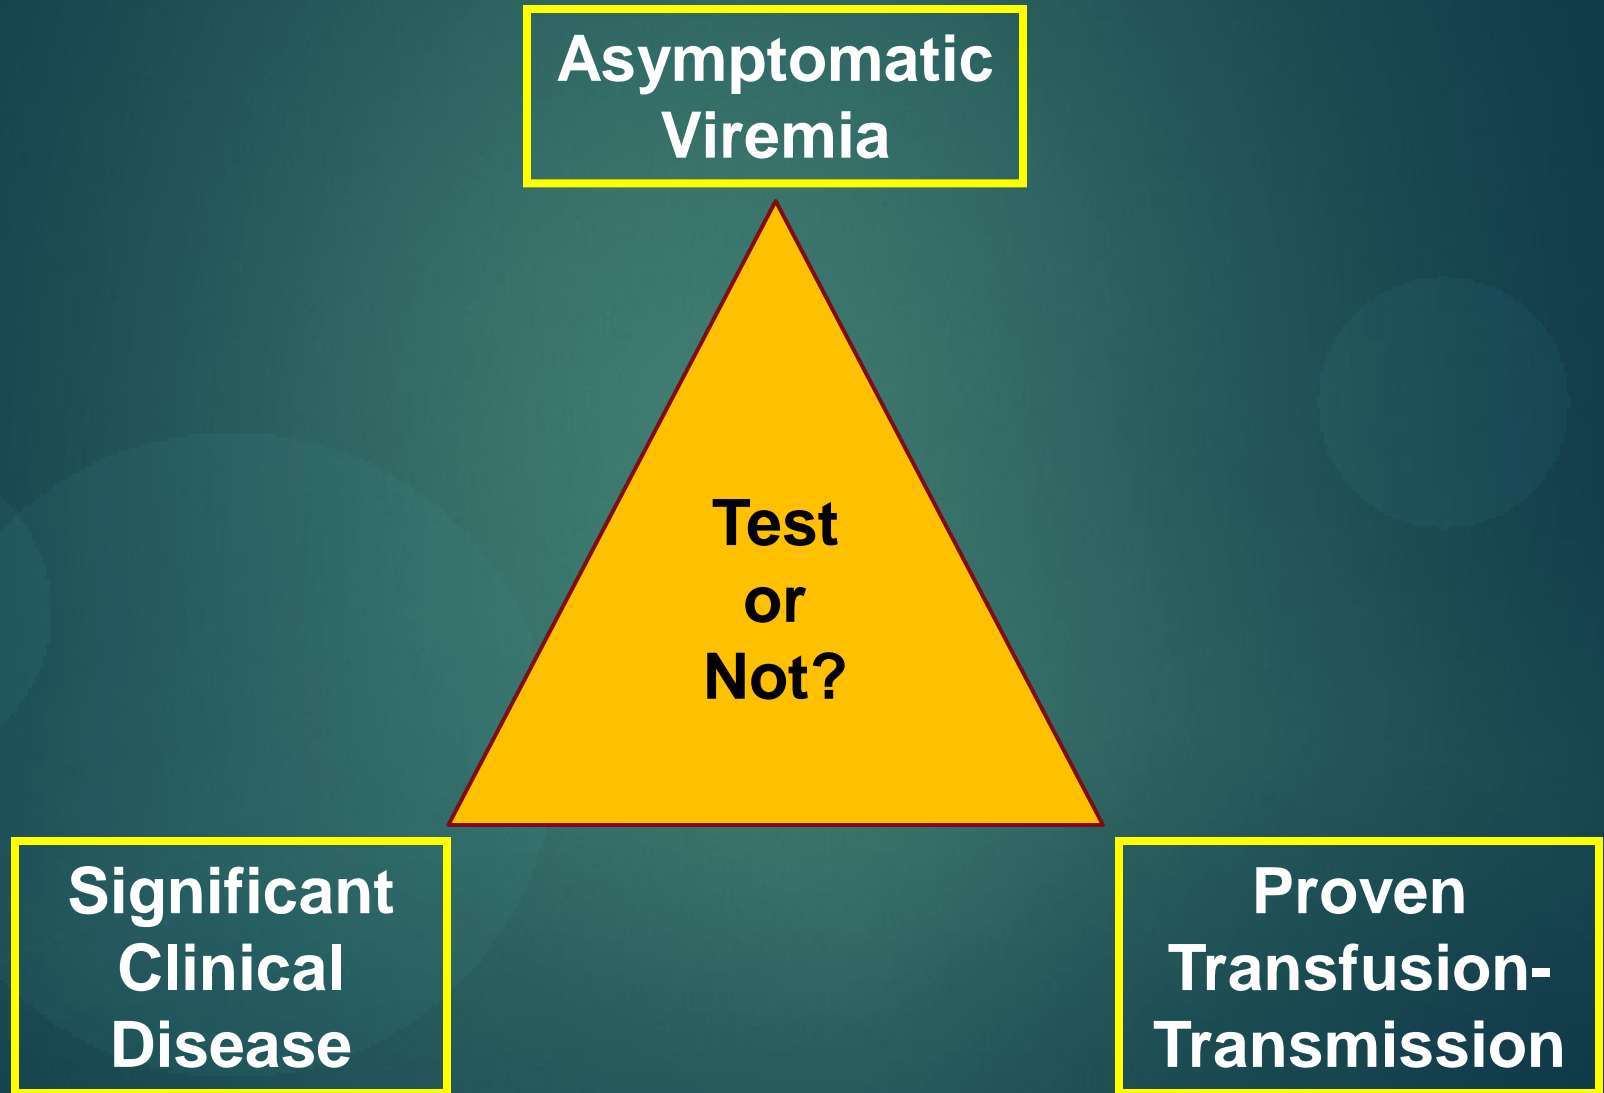 Asymptomatic
Viremia
Test
or
Not?
Significant
Clinical
Disease
Proven
Transfusion-
Transmission